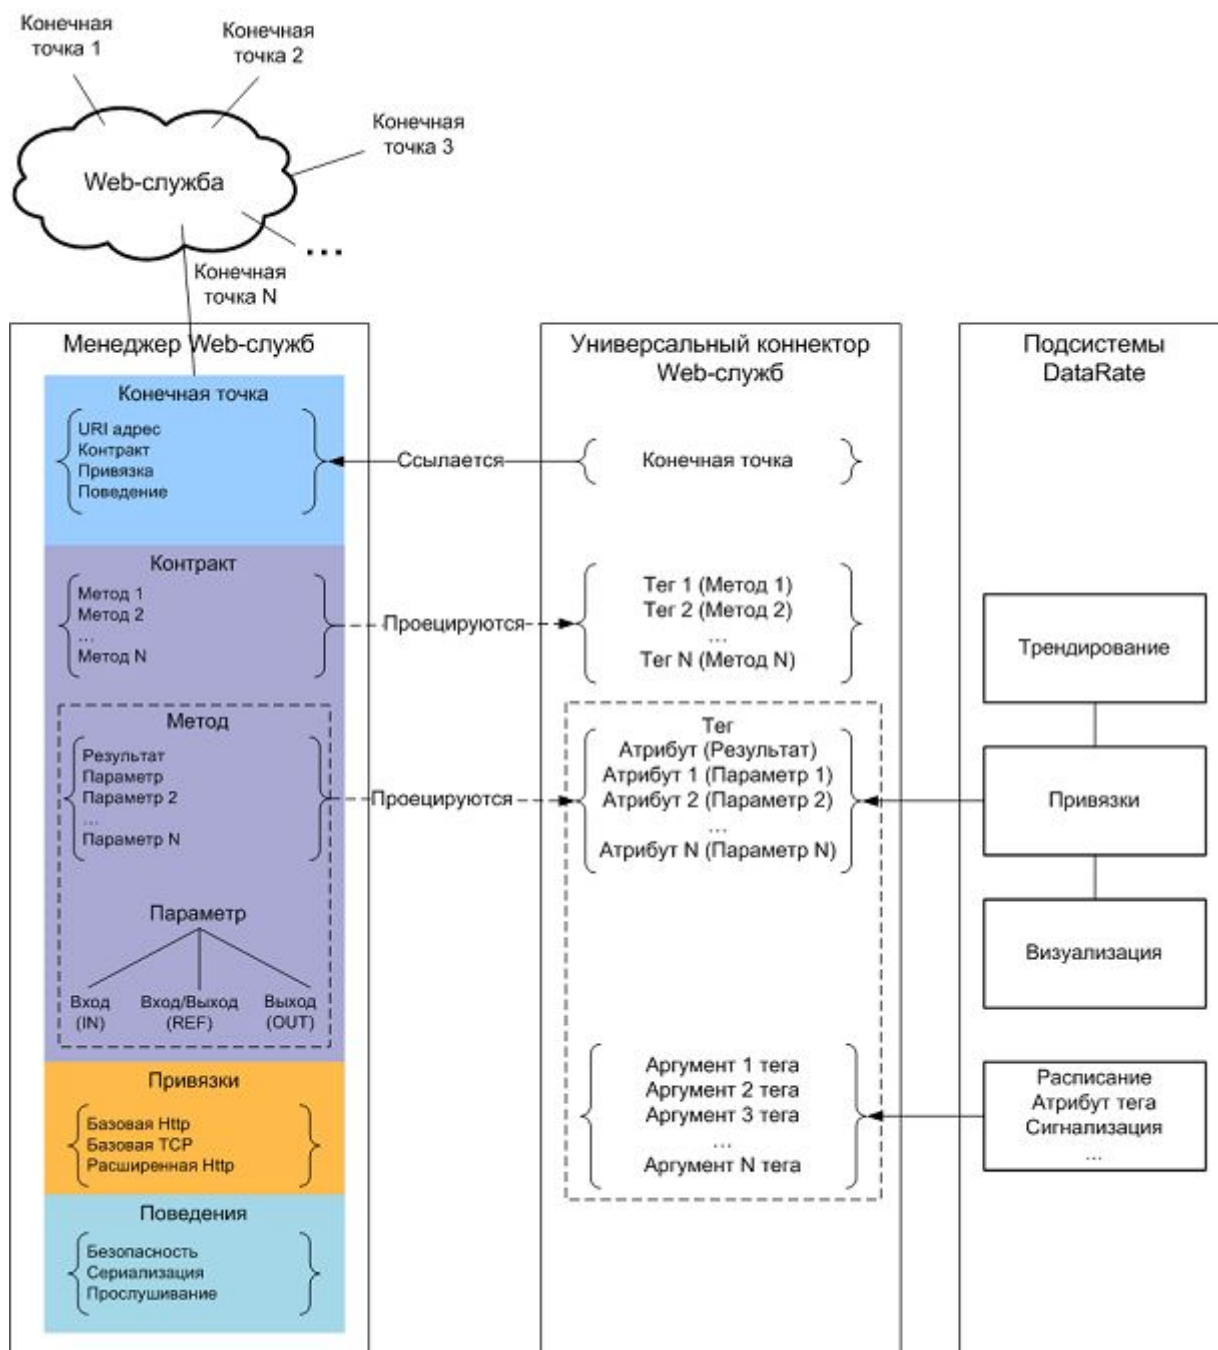 Конечная
точка 1
Конечная
точка 2
Конечная
точка 3
Web-служба
...
Конечная
точка N
Менеджер Web-служб
Конечная точка
URI адрес
Контракт
Привязка
Поведение
Контракт
Метод 1
Метод 2
...
Метод N
Метод
Результат
Параметр
Параметр 2
...
Параметр N
Параметр
Вход
(IN)
Вход/Выход
(REF)
Выход
(OUT)
Привязки
Базовая Http
Базовая TCP
Расширенная Http
Поведения
Безопасность
Сериализация
Прослушивание
Ссылается
Проецируются
Проецируются
Универсальный коннектор
Web-служб
Конечная точка
Тег 1 (Метод 1)
Тег 2 (Метод 2)
...
Тег N (Метод N)
Тег
Атрибут (Результат)
Атрибут 1 (Параметр 1)
Атрибут 2 (Параметр 2)
...
Атрибут N (Параметр N)
Аргумент 1 тега
Аргумент 2 тега
Аргумент 3 тега
...
Аргумент N тега
Подсистемы
DataRate
Трендирование
Привязки
Визуализация
Расписание
Атрибут тега
Сигнализация
...